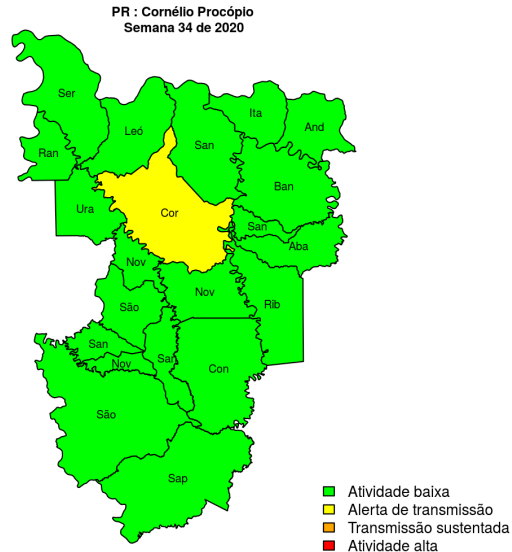 PR : Cornélio Procópio
Semana 34 de 2020
Ser
Leó
Ita
And
Ran
San
Ban
Ura
Cor
San
Aba
Nov
Nov
São
Rib
San
San
Nov
Con
São
Sap
Atividade baixa
Alerta de transmissão
Transmissão sustentada
Atividade alta